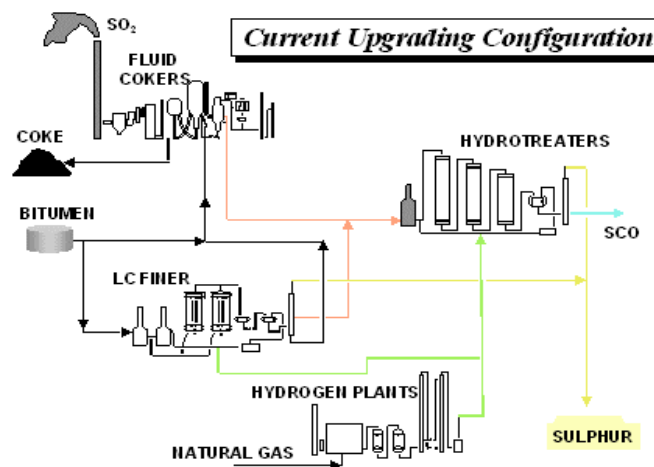 SO₂
Current Upgrading Configuration
FLUID
COKERS
COKE
HYDROTREATERS
BITUMEN
SCO
LC FINER
HYDROGEN PLANTS
SULPHUR
NATURAL GAS